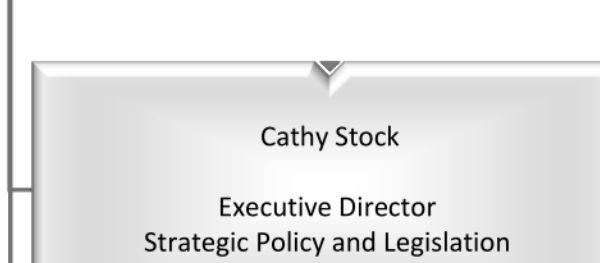 Cathy Stock
Executive Director
Strategic Policy and Legislation